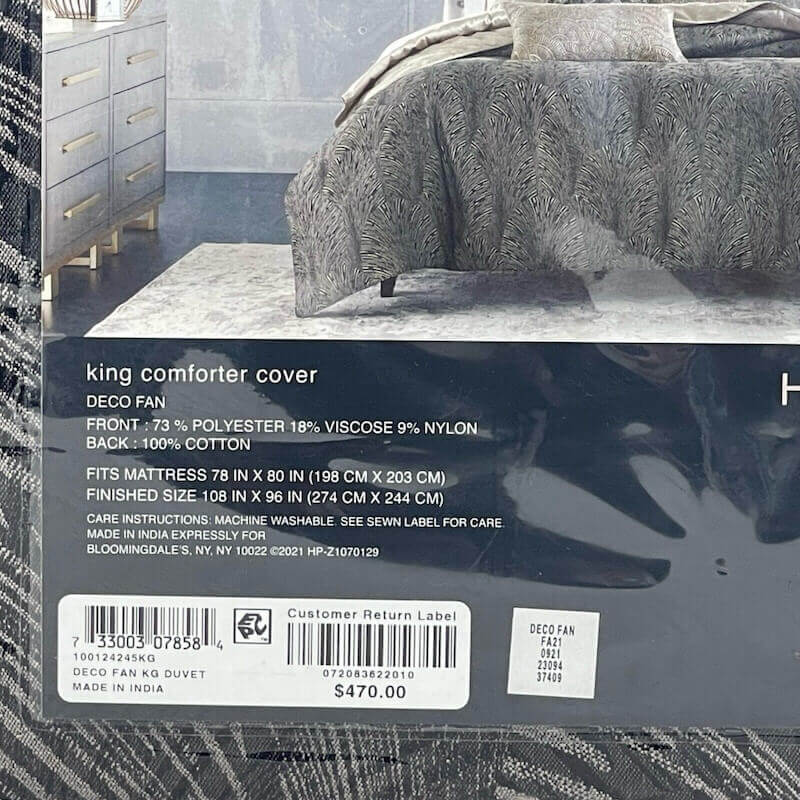 king comforter cover
H
DECO FAN
FRONT : 73 % POLYESTER 18% VISCOSE 9% NYLON
BACK : 100% COTTON
FITS MATTRESS 78 IN X 80 IN (198 CM X 203 CM)
FINISHED SIZE 108 IN X 96 IN (274 CM X 244 CM)
CARE INSTRUCTIONS: MACHINE WASHABLE SEE SEWN LABEL FOR CARE.
MADE IN INDIA EXPRESSLY FOR
BLOOMINGDALE'S, NY, NY 10022 ©2021 HP-Z1070129
7 33003 07858 4
100124245KG
DECO FAN KG DUVET
MADE IN INDIA
Customer Return Label
072083622010
$470.00
DECO FAN
FA21
0921
23094
37409